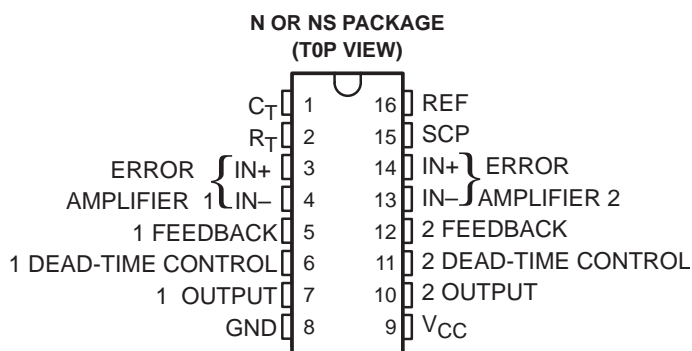 N OR NS PACKAGE
(T0P VIEW)
CT 1 16 REF
RT 2 15 SCP
ERROR IN+ 3 14 IN+ ERROR
AMPLIFIER 1 IN– 4 13 IN– AMPLIFIER 2
1 FEEDBACK 5 12 2 FEEDBACK
1 DEAD-TIME CONTROL 6 11 2 DEAD-TIME CONTROL
1 OUTPUT 7 10 2 OUTPUT
GND 8 9 VCC